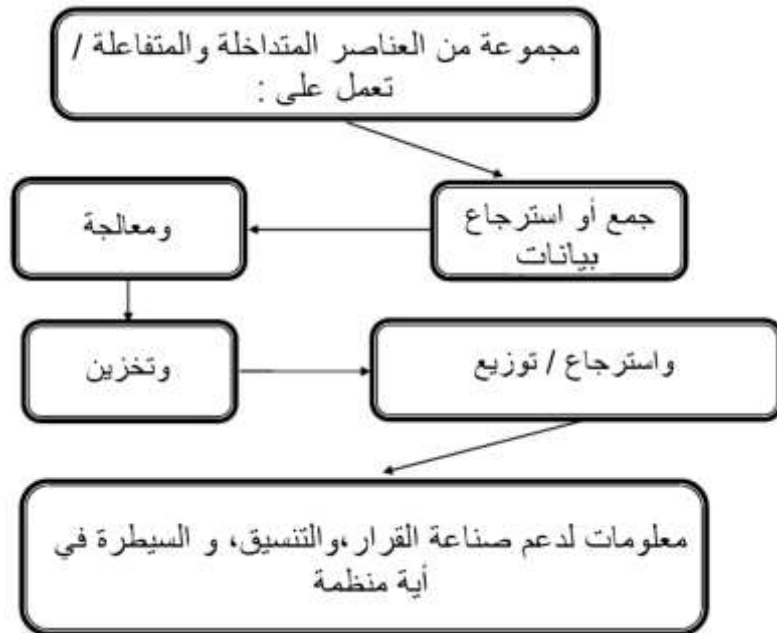 مجموعة من العناصر المتداخلة والمتفاعلة /
تعمل على :
جمع أو استرجاع
بيانات
ومعالجة
وتخزين
واسترجاع / توزيع
معلومات لدعم صناعة القرار ،والتنسيق، و السيطرة في
أية منظمة